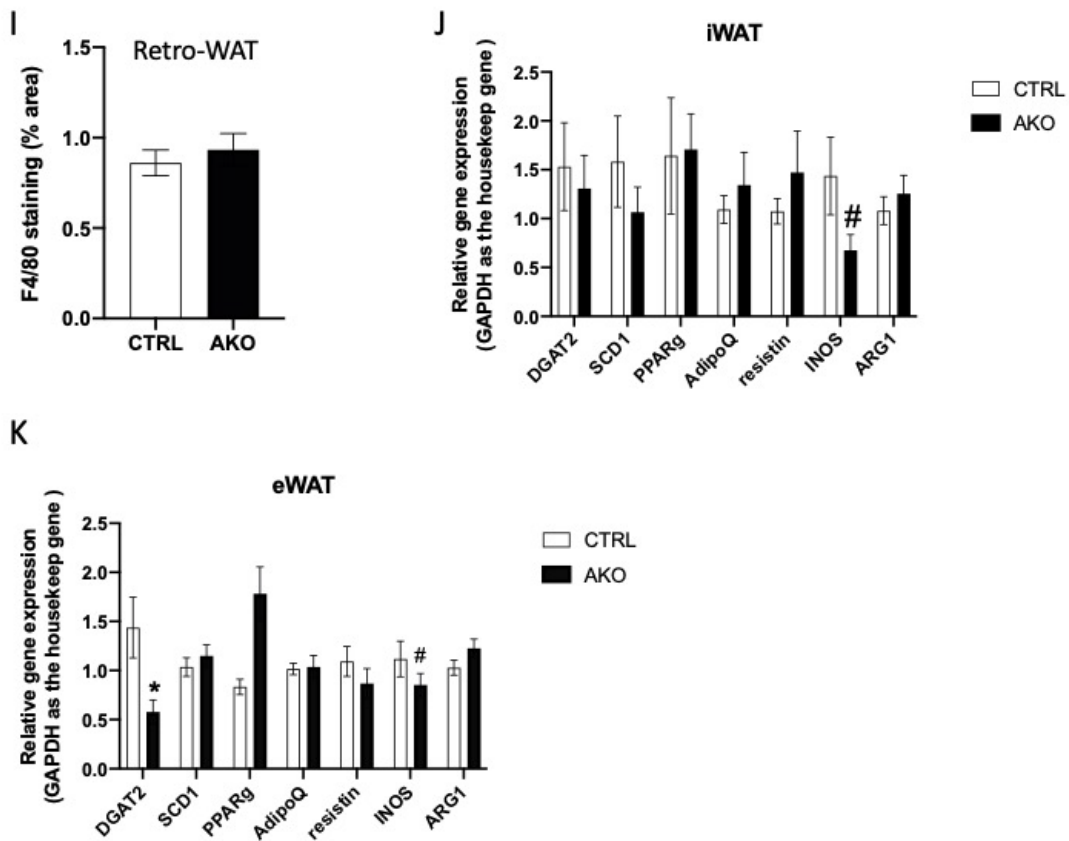 I
Retro-WAT
F4/80 staining (% area)
1.5
1.0
0.5
0.0
CTRL AKO
J
iWAT
Relative gene expression
(GAPDH as the housekeep gene )
2.5
2.0
1.5
1.0
0.5
0.0
#
DGAT2 SCD1 PPARg AdipoQ resistin INOS ARG1
CTRL
AKO
K
eWAT
Relative gene expression
(GAPDH as the housekeep gene )
2.5
2.0
1.5
1.0
0.5
0.0
* #
DGAT2 SCD1 PPARg AdipoQ resistin INOS ARG1
CTRL
AKO